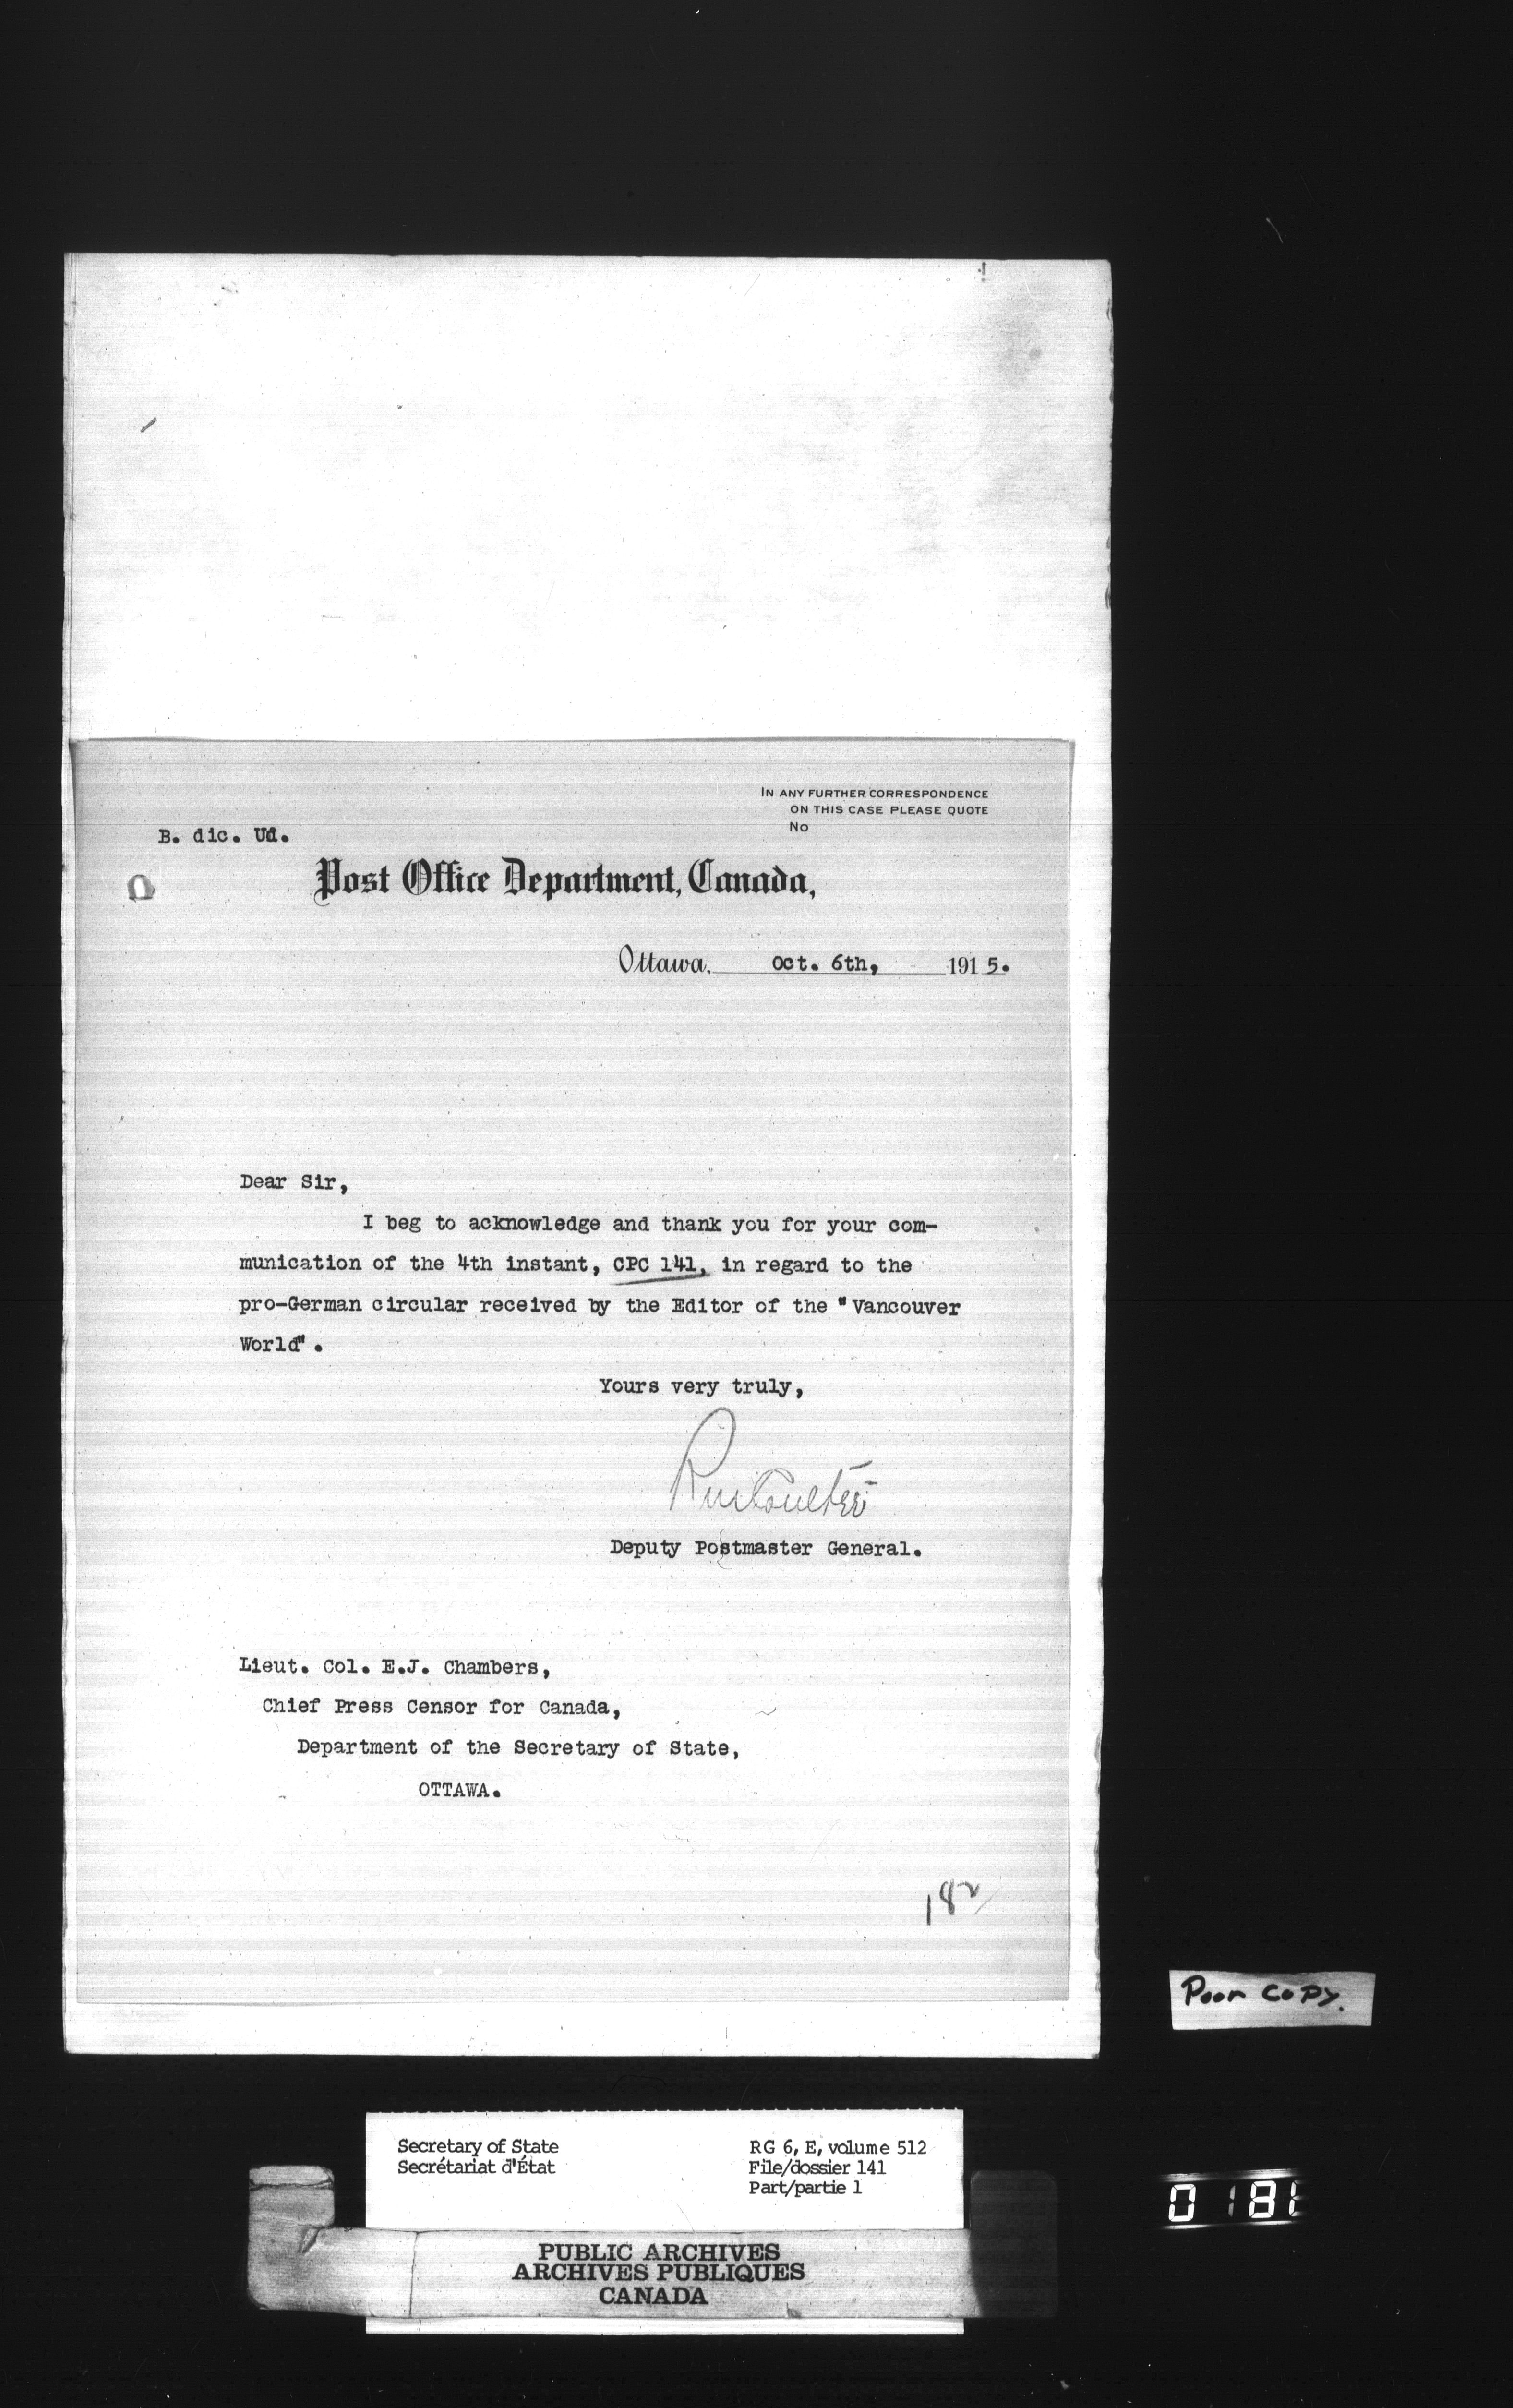 IN ANY FURTHER CORRESPONDENCE
ON THIS CASE PLEASE QUOTE
No
B. dic. Ud.
Post Office Department, Canada,
Ottawa, Oct. 6th, 1915.
Dear Sir,
I beg to acknowledge and thank you for your com-
munication of the 4th instant, CPC 141, in regard to the
pro-German circular received by the Editor of the "Vancouver
World".
Yours very truly,
RmCoulter
Deputy Postmaster General.
Lieut. Col. E.J. Chambers,
Chief Press Censor for Canada,
Department of the Secretary of State,
OTTAWA.
182
Poor Copy.
Secretary of State
Secrétariat d'État
RG 6, E, volume 512
File/dossier 141
Part/partie 1
PUBLIC ARCHIVES
ARCHIVES PUBLIQUES
CANADA